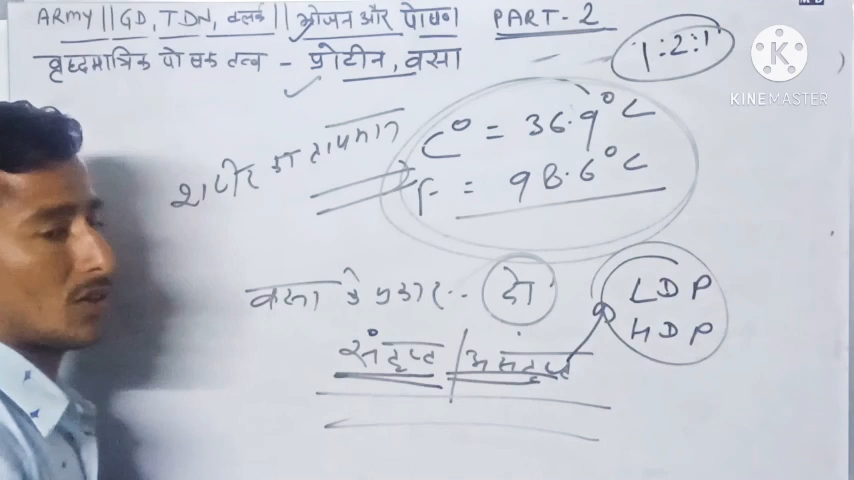 ARMY || GD, TDN, क्लर्क || भोजन और पोषण PART-2
वृहदमात्रिक पोषक तत्व - प्रोटीन, वसा
1:2:1
KINEMASTER
शरीर का तापमान
C° = 36.9°C
F = 98.6°C
वसा के प्रकार.. दो
LDP
HDP
संतृप्त / असंतृप्त